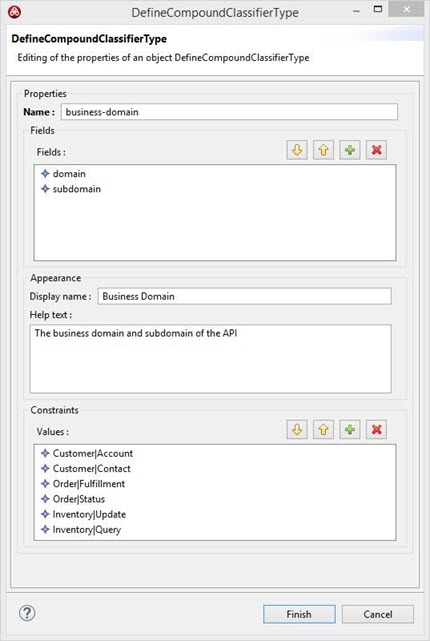 DefineCompoundClassifierType
DefineCompoundClassifierType
Editing of the properties of an object DefineCompoundClassifierType
Properties
Name : business-domain
Fields
Fields :
domain
subdomain
Appearance
Display name : Business Domain
Help text :
The business domain and subdomain of the API
Constraints
Values :
Customer|Account
Customer|Contact
Order|Fulfillment
Order|Status
Inventory|Update
Inventory|Query
?
Finish Cancel